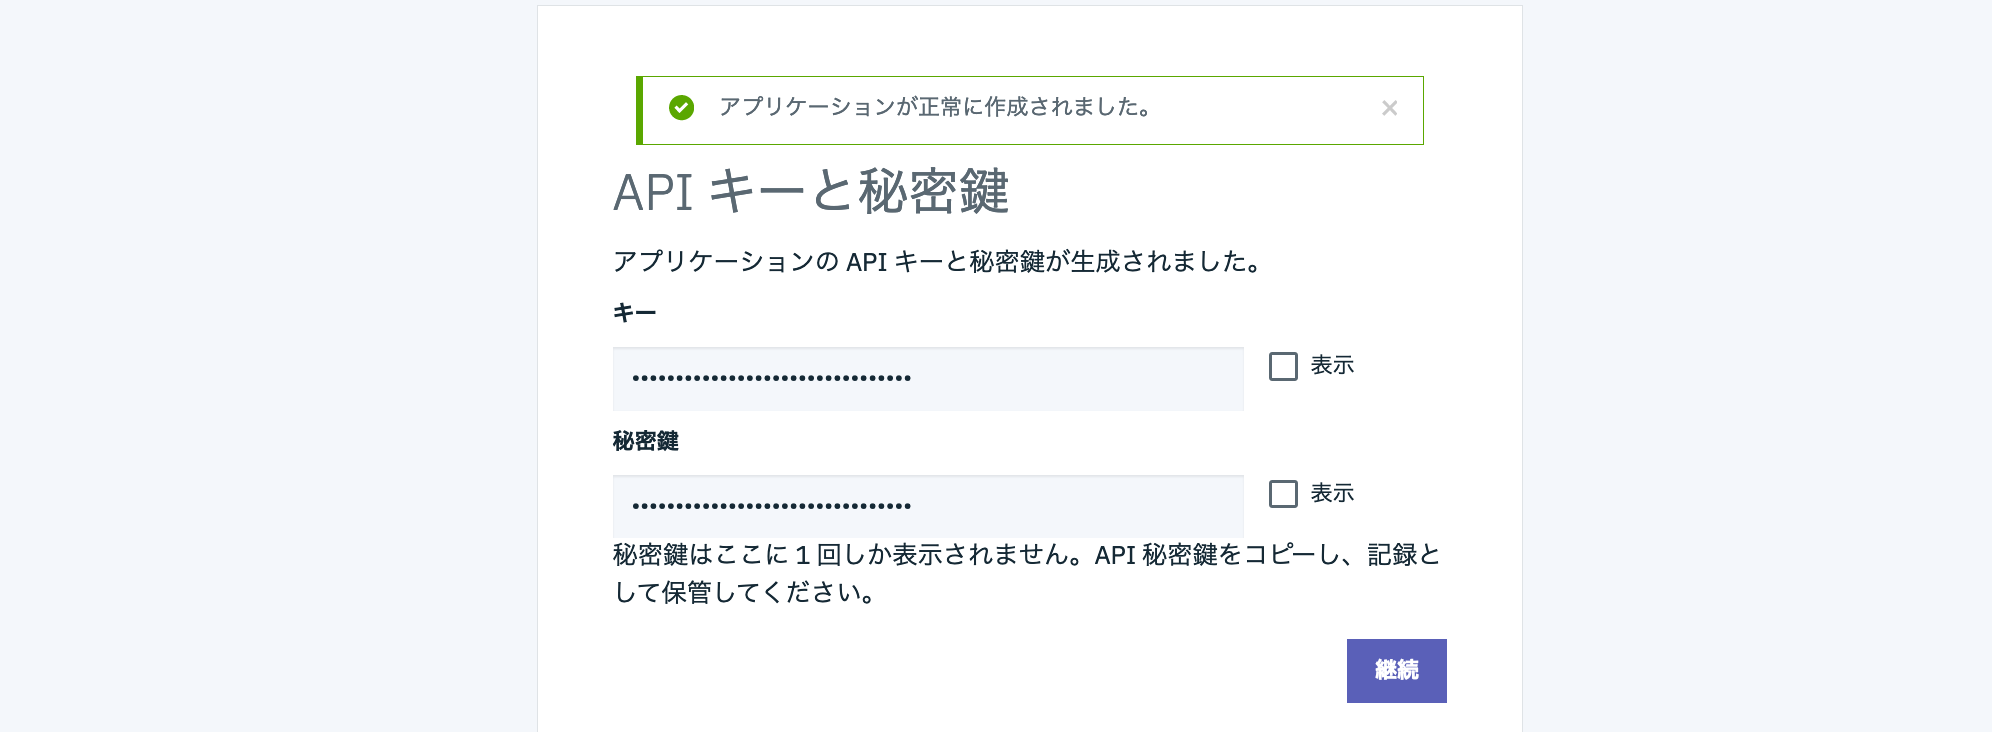 アプリケーションが正常に作成されました。
API キーと秘密鍵
アプリケーションの API キーと秘密鍵が生成されました。
キー
••••••••••••••••••••••••••••••••
表示
秘密鍵
••••••••••••••••••••••••••••••••
表示
秘密鍵はここに 1 回しか表示されません。API 秘密鍵をコピーし、記録と
して保管してください。
継続